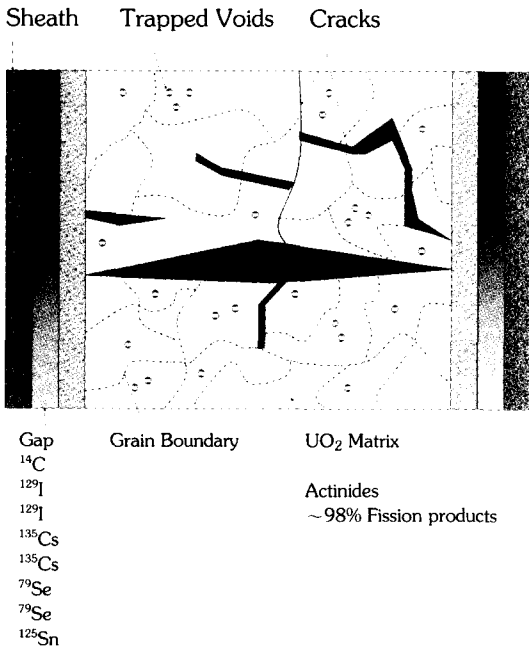 Sheath Trapped Voids Cracks
Gap Grain Boundary UO₂ Matrix
¹⁴C
¹²⁹I Actinides
¹²⁹I ~98% Fission products
¹³⁵Cs
¹³⁵Cs
⁷⁹Se
⁷⁹Se
¹²⁵Sn